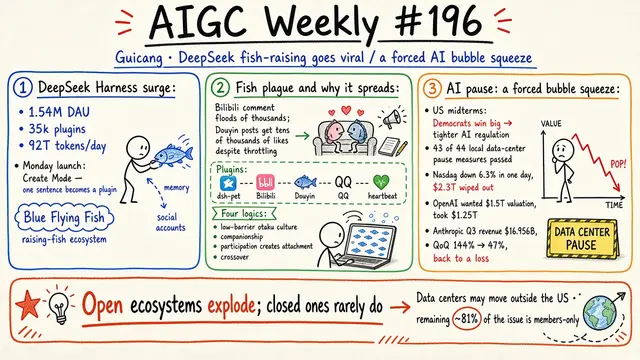 AIGC Weekly #196
Guicang · DeepSeek fish-raising goes viral / a forced AI bubble squeeze
1 DeepSeek Harness surge:
• 1.54M DAU
• 35k plugins
• 92T tokens/day
• Monday launch:
Create Mode —
one sentence becomes a plugin
memory
social
accounts
Blue Flying Fish
raising-fish ecosystem
2 Fish plague and why it spreads:
Bilibili comment
floods of thousands;
Douyin posts get tens
of thousands of likes
despite throttling
Plugins:
bbli
QQ
dsh-pet
Bilibili
Douyin
QQ
heartbeat
Four logics:
• low-barrier otaku culture
• companionship
• participation creates attachment
• crossover
3 AI pause: a forced bubble squeeze:
• US midterms:
Democrats win big →
tighter AI regulation
• 43 of 44 local data-center
pause measures passed
• Nasdaq down 6.3% in one day,
$2.3T wiped out
• OpenAI wanted $1.5T valuation,
took $1.25T
• Anthropic Q3 revenue $16.956B,
• QoQ 144% → 47%,
back to a loss
VALUE
POP!
TIME
DATA CENTER
PAUSE
Open ecosystems explode; closed ones rarely do
→ Data centers may move outside the US ·
remaining ~81% of the issue is members-only